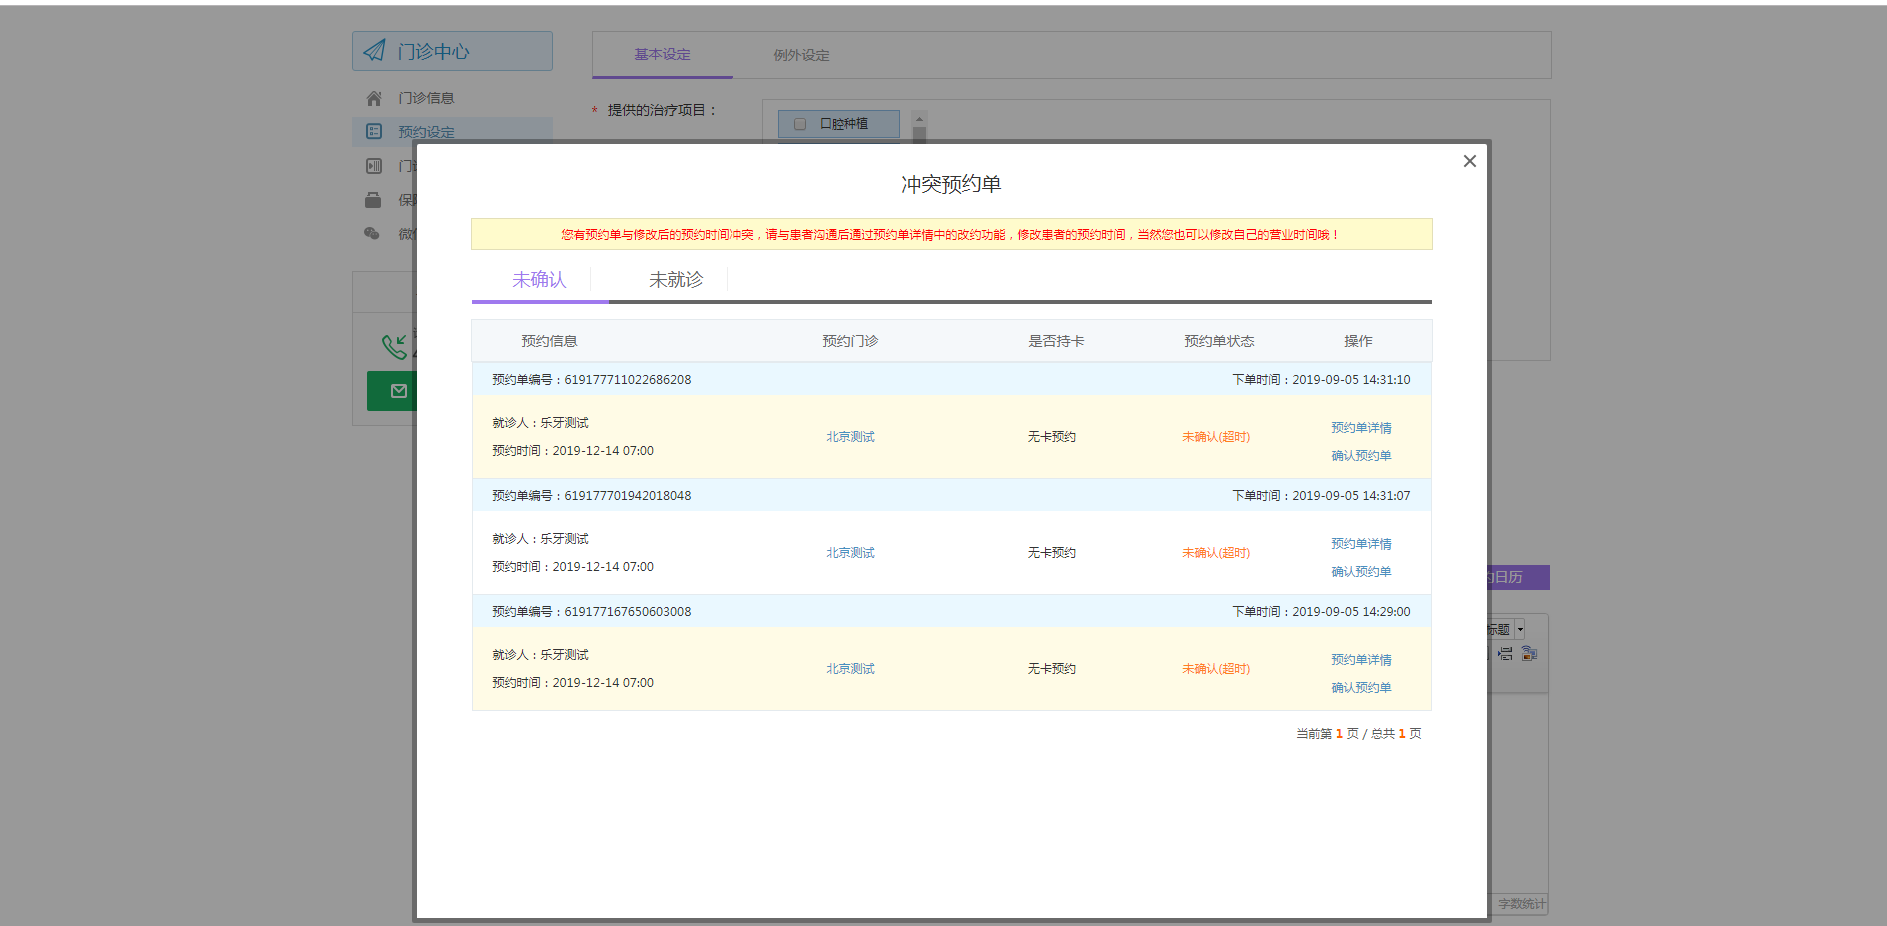 门诊中心
基本设定
例外设定
门诊信息
* 提供的治疗项目：
口腔种植
预约设定
冲突预约单
您有预约单与修改后的预约时间冲突，请与患者沟通后通过预约单详情中的改约功能，修改患者的预约时间，当然您也可以修改自己的营业时间哦！
未确认
未就诊
预约信息 预约门诊 是否持卡 预约单状态 操作
预约单编号：619177711022686208 下单时间：2019-09-05 14:31:10
就诊人：乐牙测试
预约时间：2019-12-14 07:00
北京测试
无卡预约
未确认(超时)
预约单详情
确认预约单
预约单编号：619177701942018048 下单时间：2019-09-05 14:31:07
就诊人：乐牙测试
预约时间：2019-12-14 07:00
北京测试
无卡预约
未确认(超时)
预约单详情
确认预约单
预约单编号：619177167650603008 下单时间：2019-09-05 14:29:00
就诊人：乐牙测试
预约时间：2019-12-14 07:00
北京测试
无卡预约
未确认(超时)
预约单详情
确认预约单
当前第 1 页 / 总共 1 页
日历
标题
字数统计